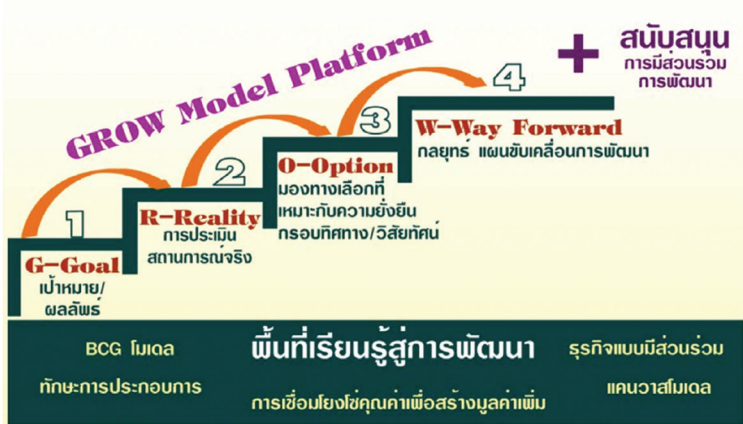 GROW Model Platform
+ สนับสนุน
การมีส่วนร่วม
การพัฒนา
1
G-Goal
เป้าหมาย/
ผลลัพธ์
2
R-Reality
การประเมิน
สถานการณ์จริง
3
O-Option
มองทางเลือกที่
เหมาะกับความยั่งยืน
กรอบทิศทาง/วิสัยทัศน์
4
W-Way Forward
กลยุทธ์ แผนขับเคลื่อนการพัฒนา
BCG โมเดล
ทักษะการประกอบการ
พื้นที่เรียนรู้สู่การพัฒนา
การเชื่อมโยงโซ่คุณค่าเพื่อสร้างมูลค่าเพิ่ม
ธุรกิจแบบมีส่วนร่วม
แคนวาสโมเดล